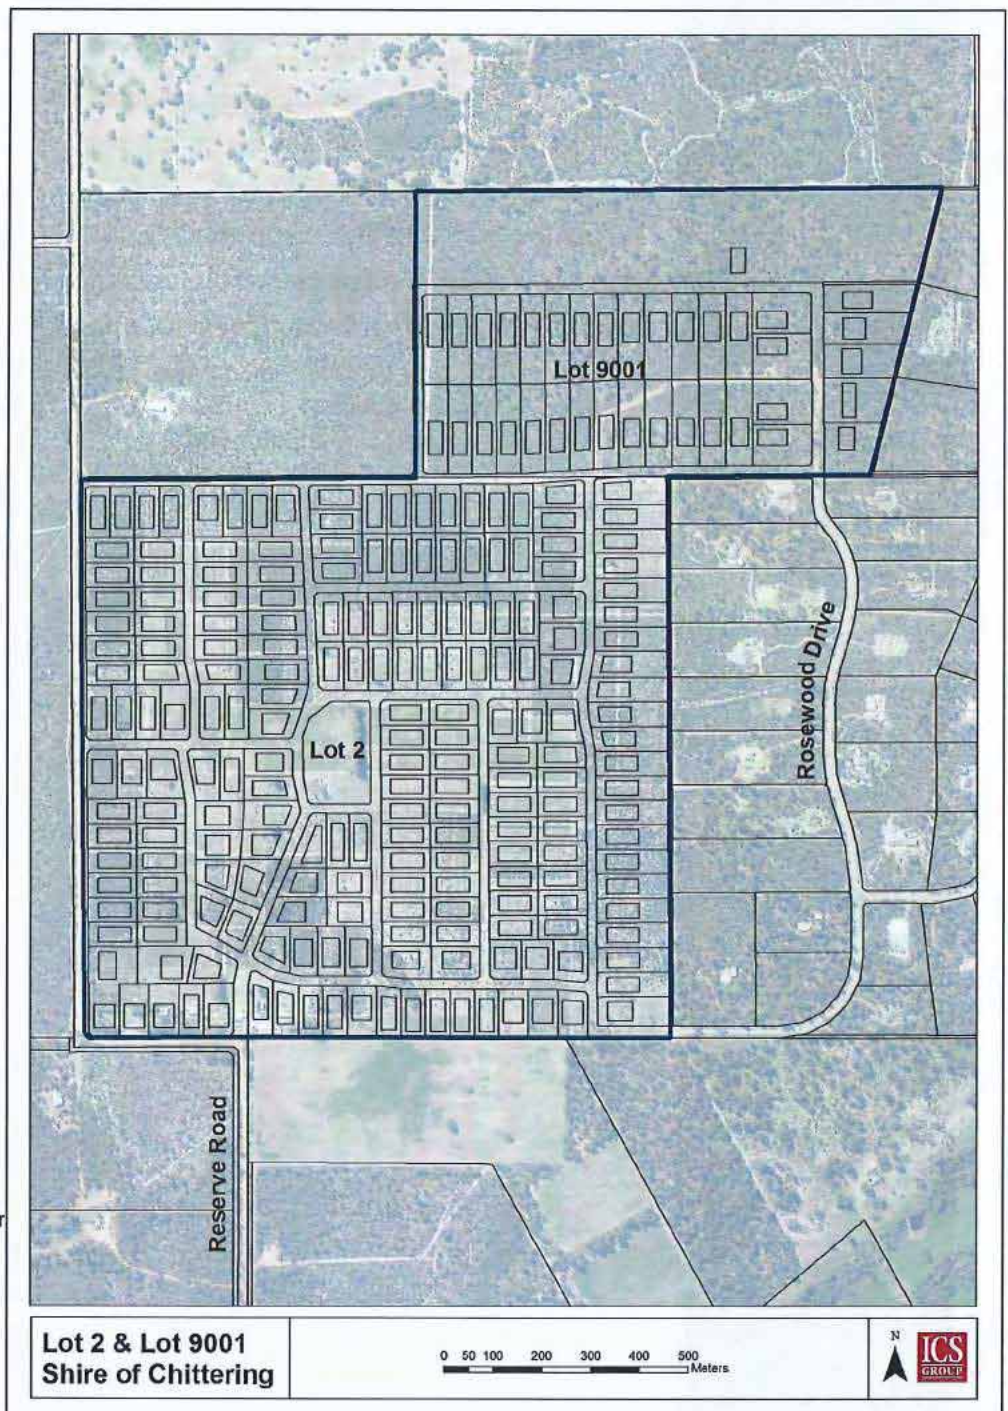 Lot 9001
Lot 2
Rosewood Drive
Reserve Road
r
Lot 2 & Lot 9001
Shire of Chittering
0 50 100 200 300 400 500
Meters
N
ICS
GROUP